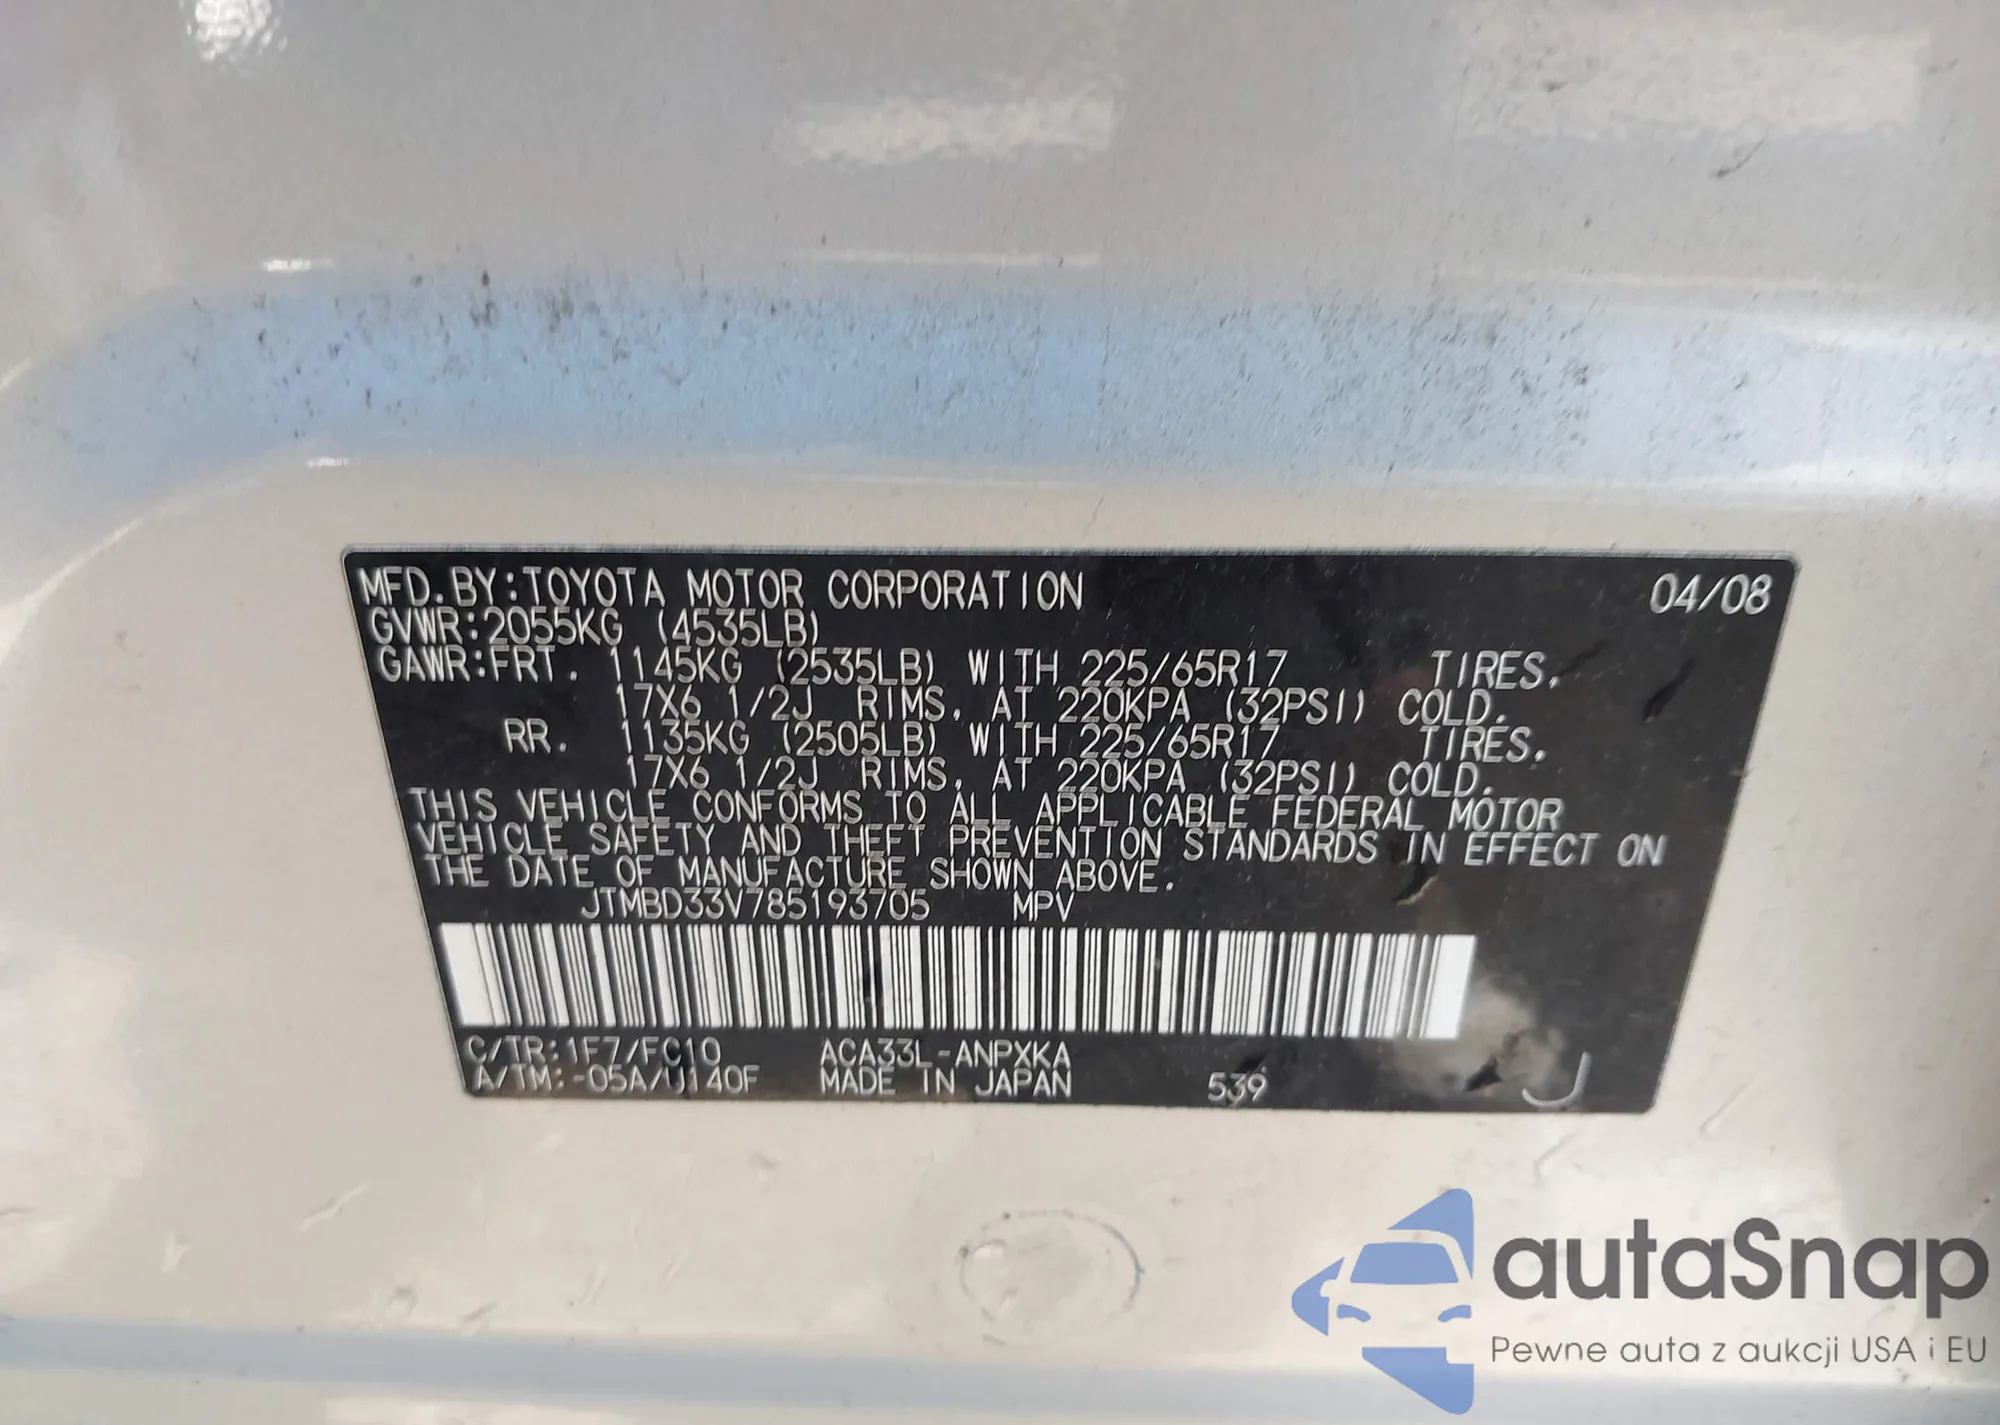 MFD.BY:TOYOTA MOTOR CORPORATION 04/08
GVWR:2055KG (4535LB)
GAWR:FRT. 1145KG (2535LB) WITH 225/65R17 TIRES,
17X6 1/2J RIMS, AT 220KPA (32PSI) COLD.
RR. 1135KG (2505LB) WITH 225/65R17 TIRES,
17X6 1/2J RIMS, AT 220KPA (32PSI) COLD.
THIS VEHICLE CONFORMS TO ALL APPLICABLE FEDERAL MOTOR
VEHICLE SAFETY AND THEFT PREVENTION STANDARDS IN EFFECT ON
THE DATE OF MANUFACTURE SHOWN ABOVE.
JTMBD33V785193705 MPV
C/TR:1F7/FC10 ACA33L-ANPXKA
A/TM:-05A/U140F MADE IN JAPAN 539 J
autaSnap
Pewne auta z aukcji USA i EU